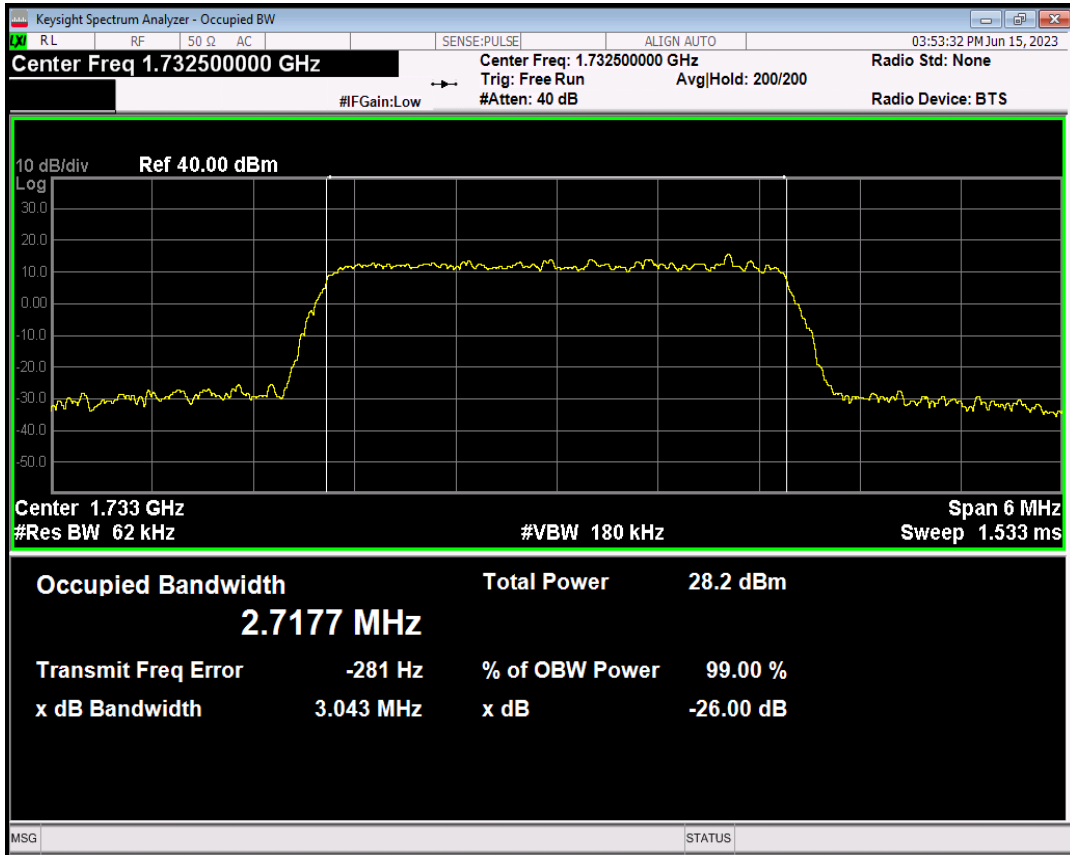 Keysight Spectrum Analyzer - Occupied BW
LXI RL RF 50 Ω AC SENSE:PULSE ALIGN AUTO 03:53:32 PM Jun 15, 2023
Center Freq 1.732500000 GHz
Center Freq: 1.732500000 GHz
Radio Std: None
Trig: Free Run Avg|Hold: 200/200
#IFGain:Low #Atten: 40 dB Radio Device: BTS
10 dB/div Ref 40.00 dBm
Log
30.0
20.0
10.0
0.00
-10.0
-20.0
-30.0
-40.0
-50.0
Center 1.733 GHz Span 6 MHz
#Res BW 62 kHz #VBW 180 kHz Sweep 1.533 ms
Occupied Bandwidth Total Power 28.2 dBm
2.7177 MHz
Transmit Freq Error -281 Hz % of OBW Power 99.00 %
x dB Bandwidth 3.043 MHz x dB -26.00 dB
MSG STATUS